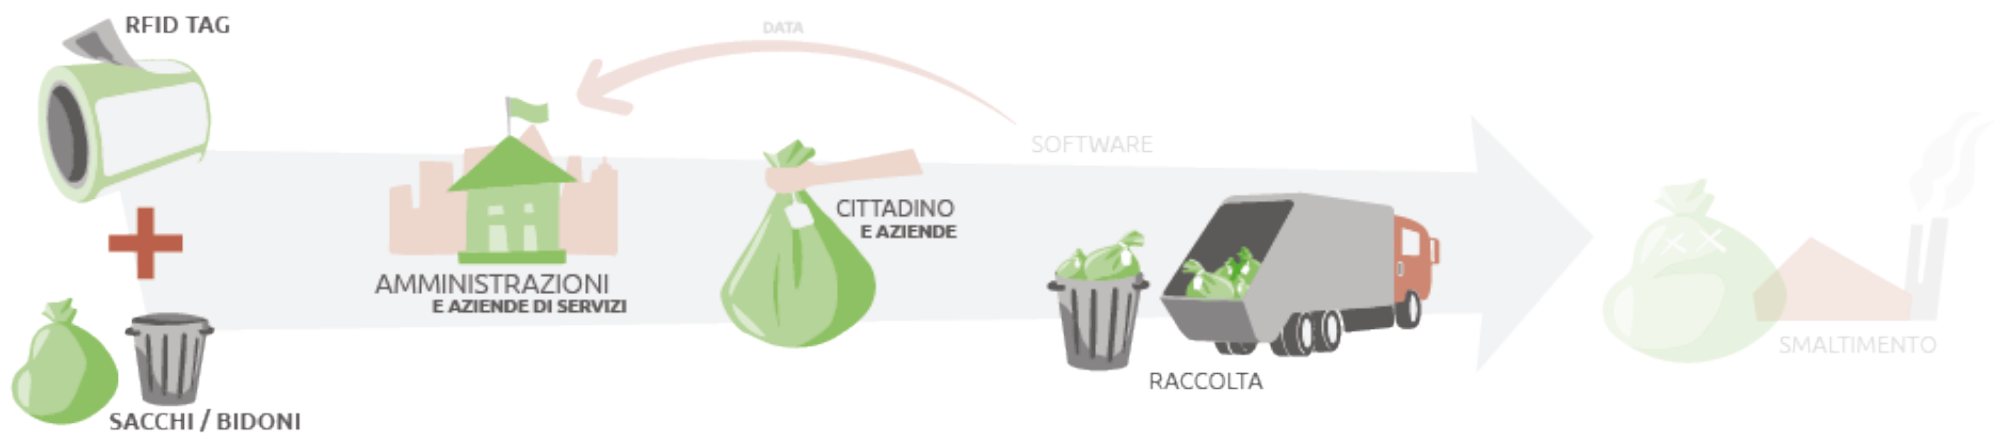 RFID TAG
SACCHI / BIDONI
AMMINISTRAZIONI
E AZIENDE DI SERVIZI
DATA
CITTADINO
E AZIENDE
SOFTWARE
RACCOLTA
SMALTIMENTO